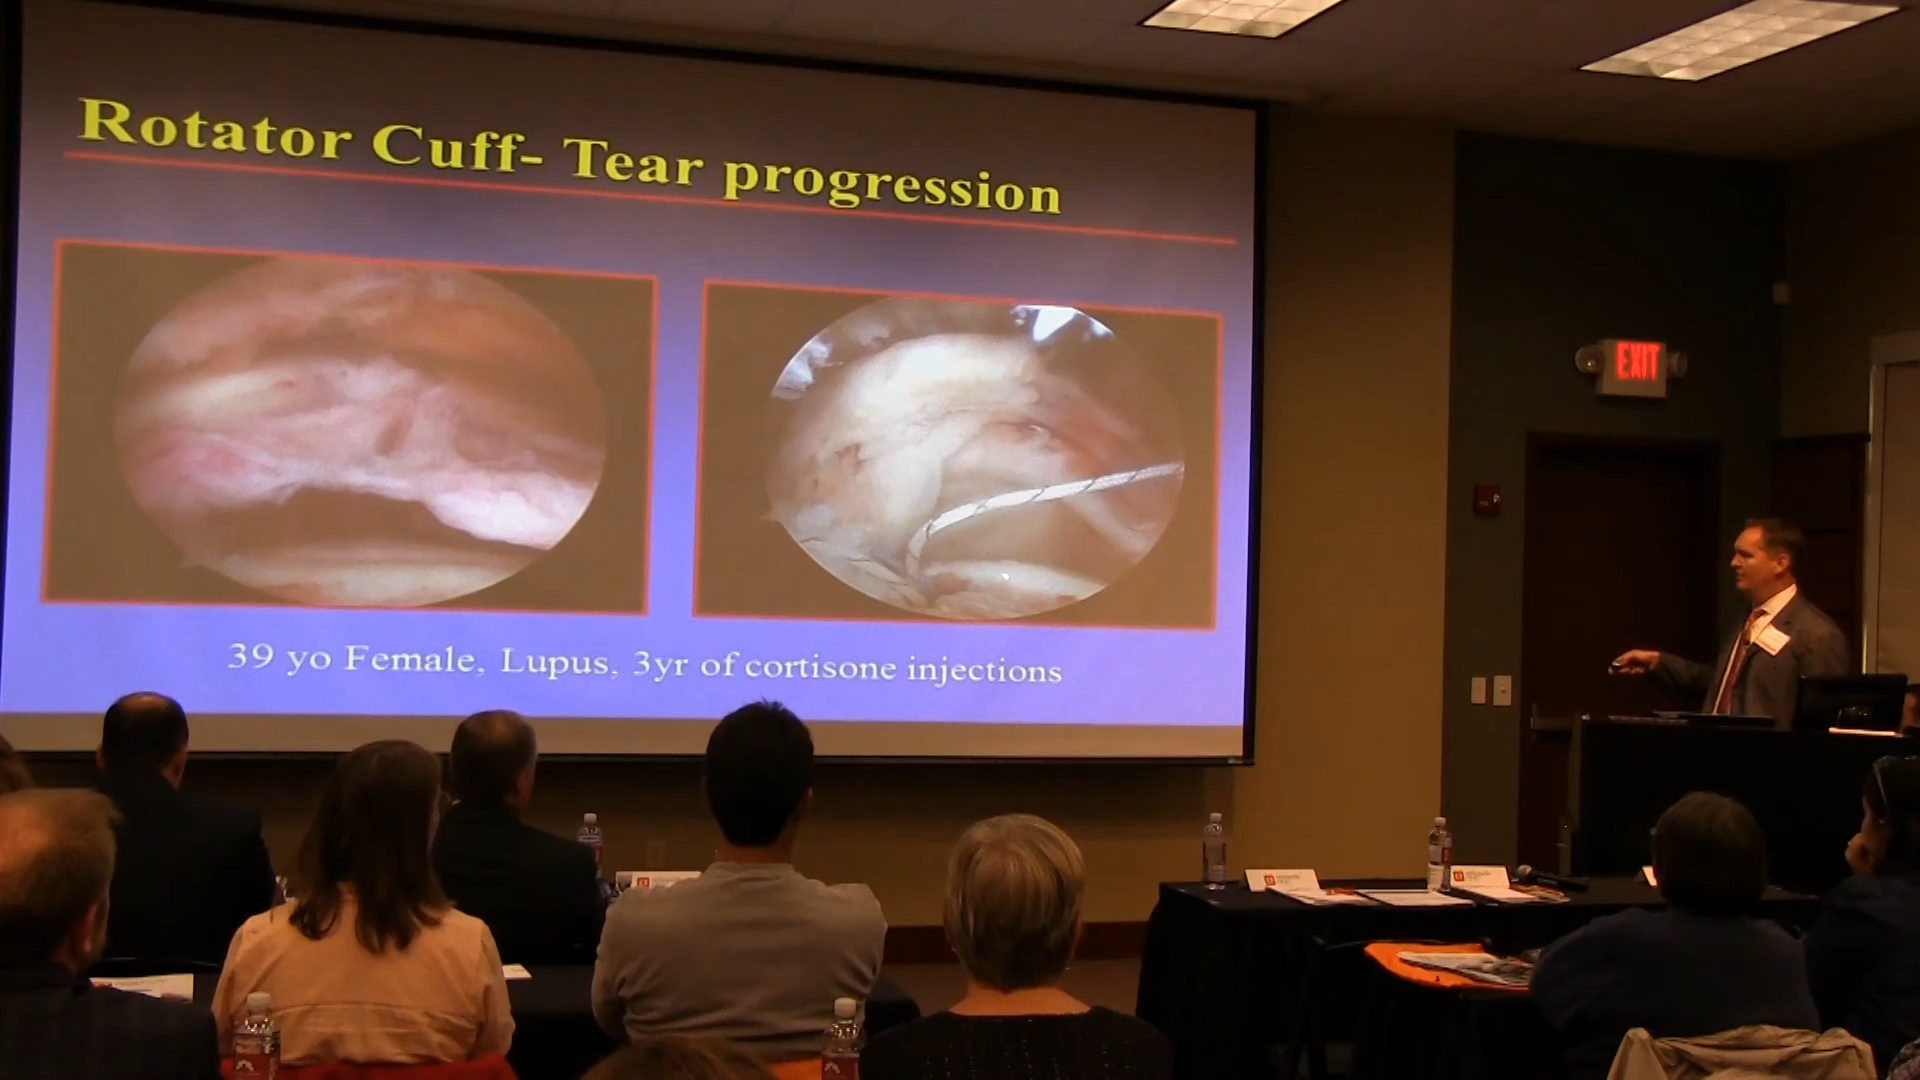 Rotator Cuff- Tear progression
39 yo Female, Lupus, 3yr of cortisone injections
EXIT